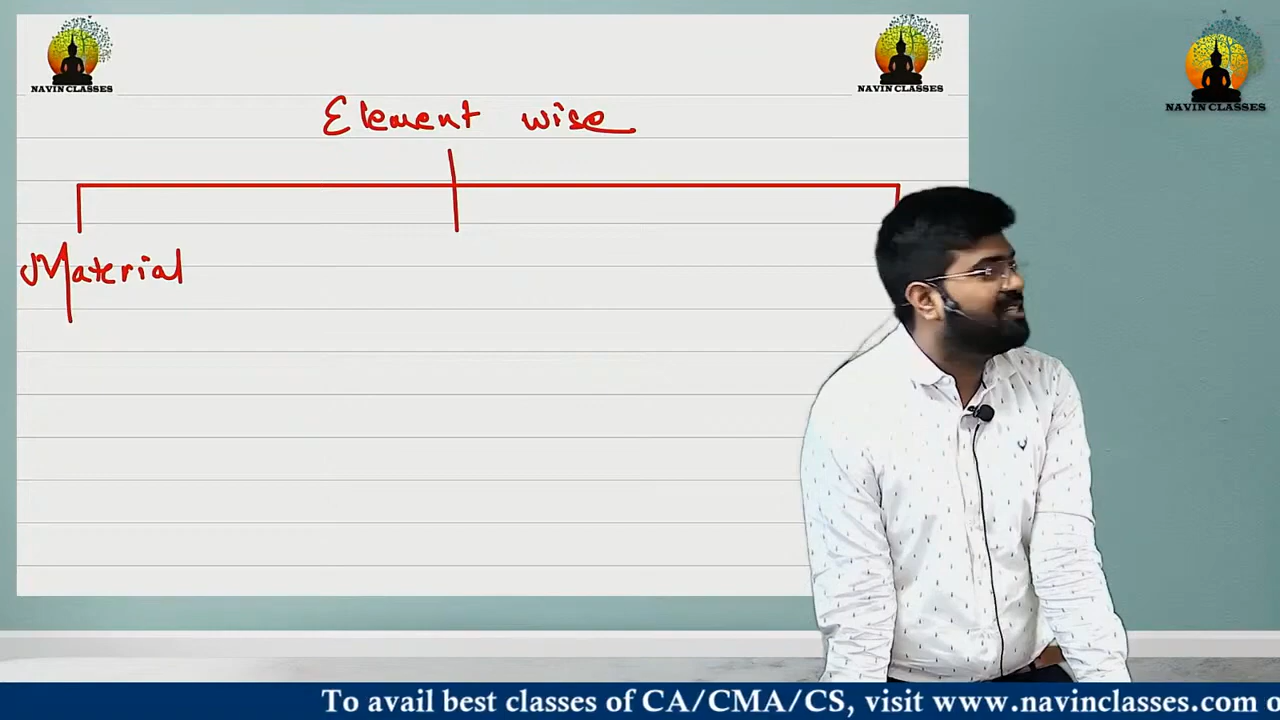 NAVIN CLASSES
NAVIN CLASSES
NAVIN CLASSES
Element wise
Material
To avail best classes of CA/CMA/CS, visit www.navinclasses.com o